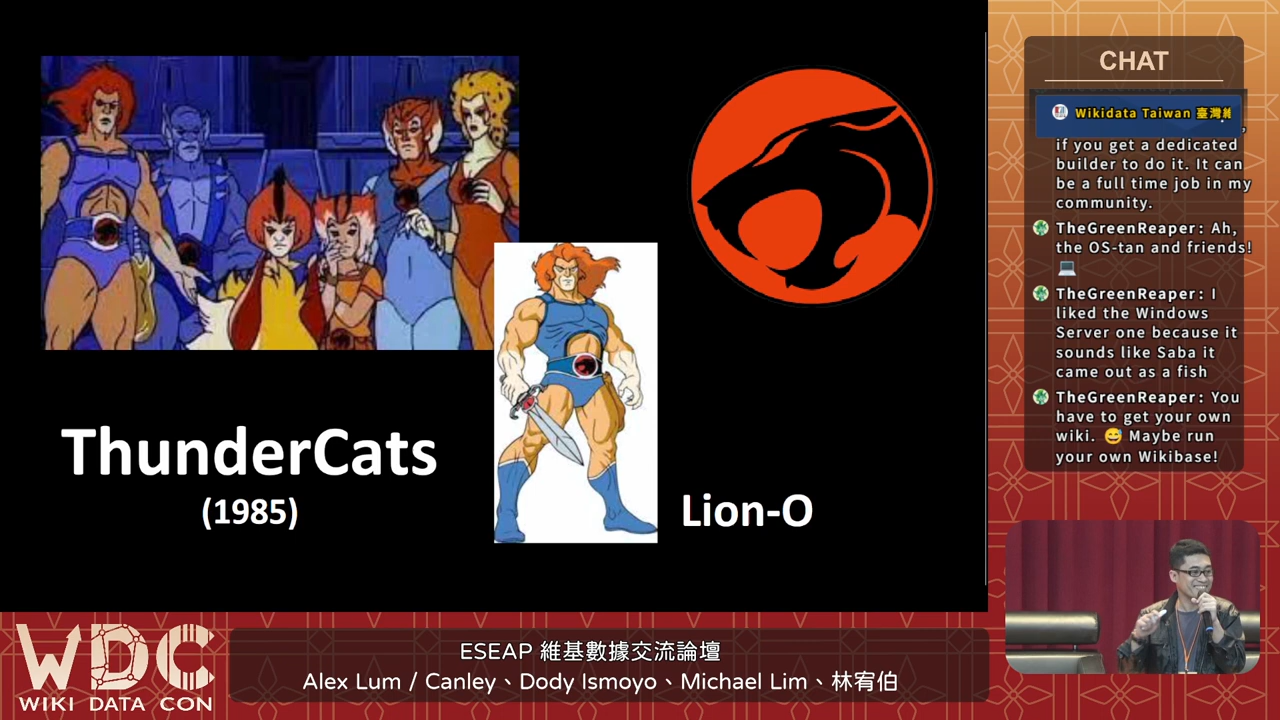 ThunderCats
(1985)
Lion-O
CHAT
Wikidata Taiwan 臺灣維
if you get a dedicated
builder to do it. It can
be a full time job in my
community.
TheGreenReaper: Ah,
the OS-tan and friends!
💻
TheGreenReaper: I
liked the Windows
Server one because it
sounds like Saba it
came out as a fish
TheGreenReaper: You
have to get your own
wiki. 😅 Maybe run
your own Wikibase!
WDC
WIKI DATA CON
ESEAP 維基數據交流論壇
Alex Lum / Canley、Dody Ismoyo、Michael Lim、林宥伯